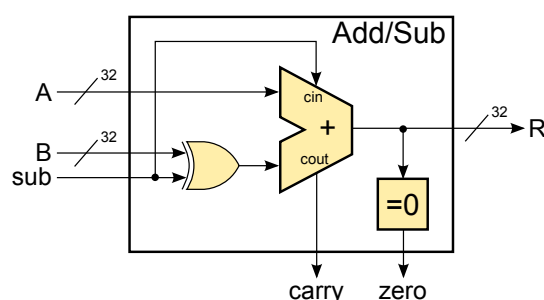 Add/Sub
32
A
cin
32
+
32
R
B
cout
sub
=0
carry
zero